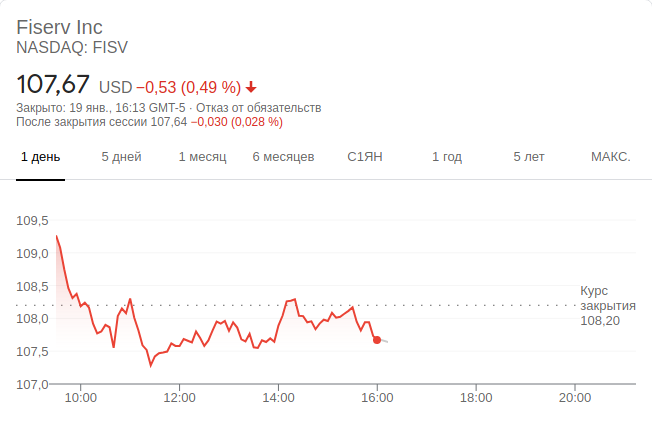 Fiserv Inc
NASDAQ: FISV
107,67 USD −0,53 (0,49 %)
Закрыто: 19 янв., 16:13 GMT-5 · Отказ от обязательств
После закрытия сессии 107,64 −0,030 (0,028 %)
1 день 5 дней 1 месяц 6 месяцев С1ЯН 1 год 5 лет МАКС.
109,5
109,0
108,5
Курс
закрытия
108,20
108,0
107,5
107,0
10:00 12:00 14:00 16:00 18:00 20:00